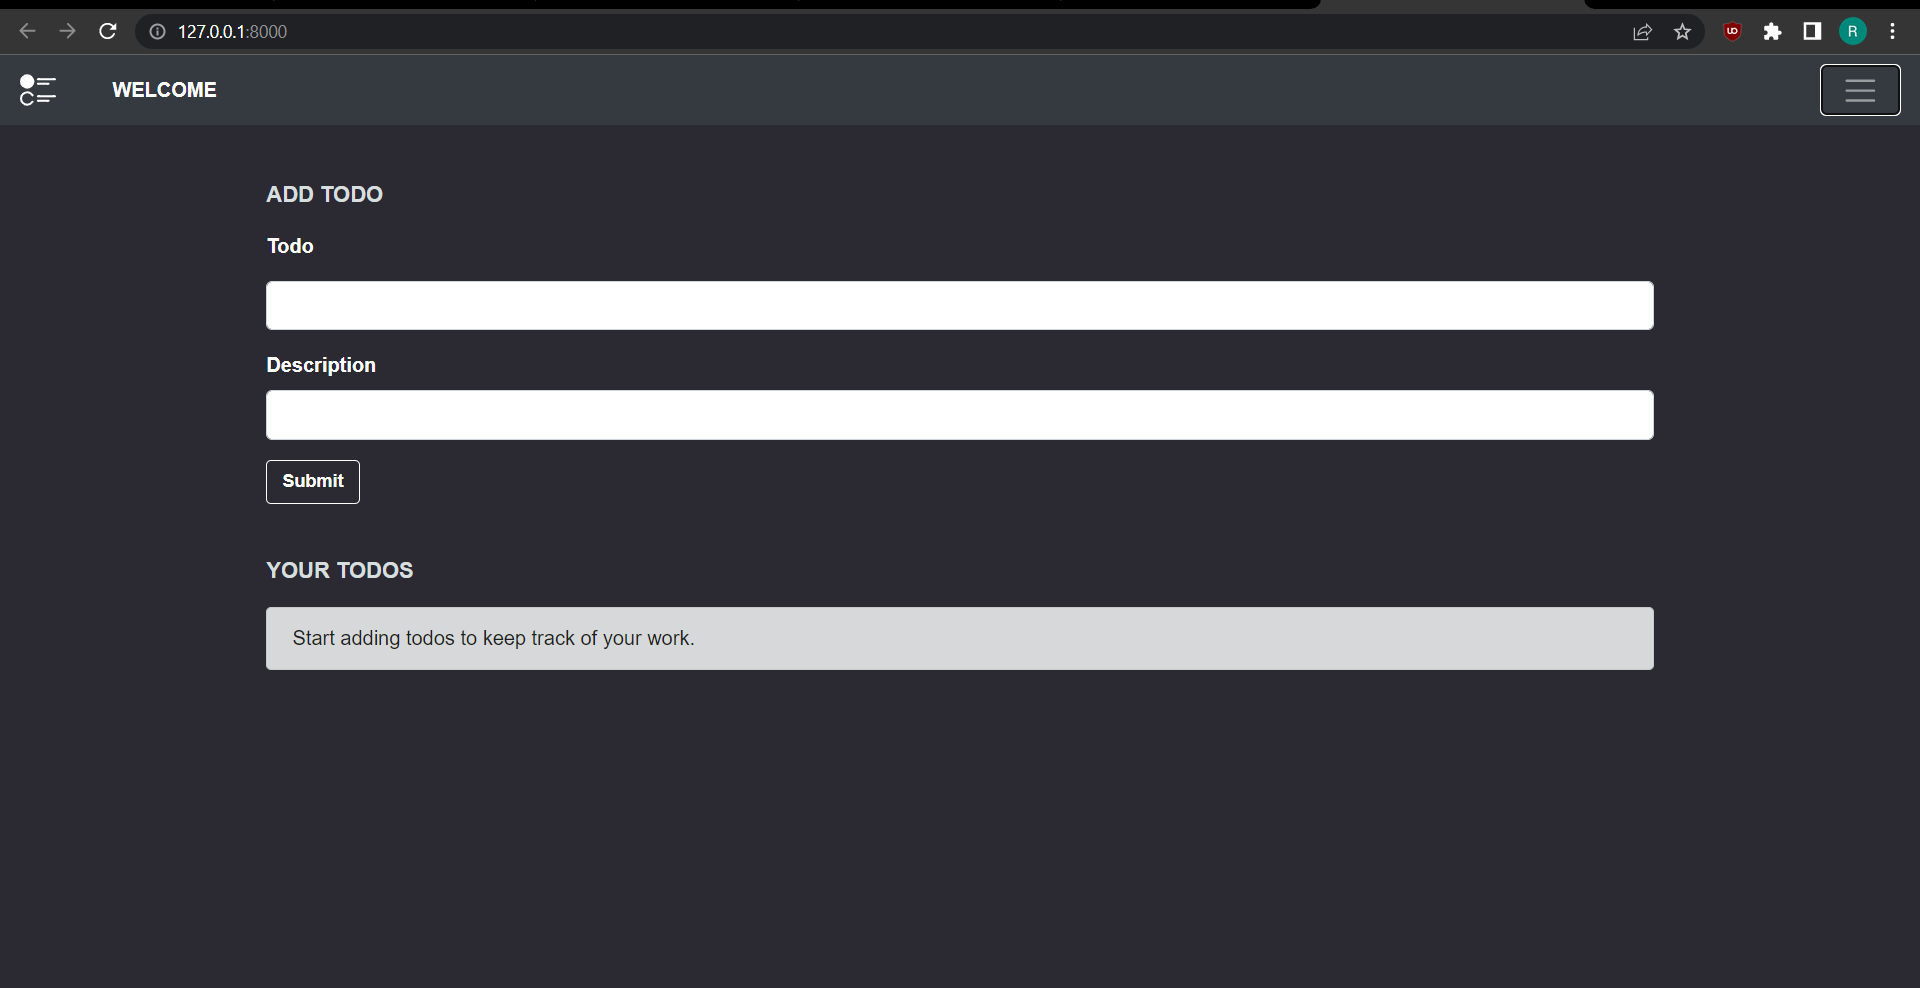 127.0.0.1:8000
R
WELCOME
ADD TODO
Todo
Description
Submit
YOUR TODOS
Start adding todos to keep track of your work.